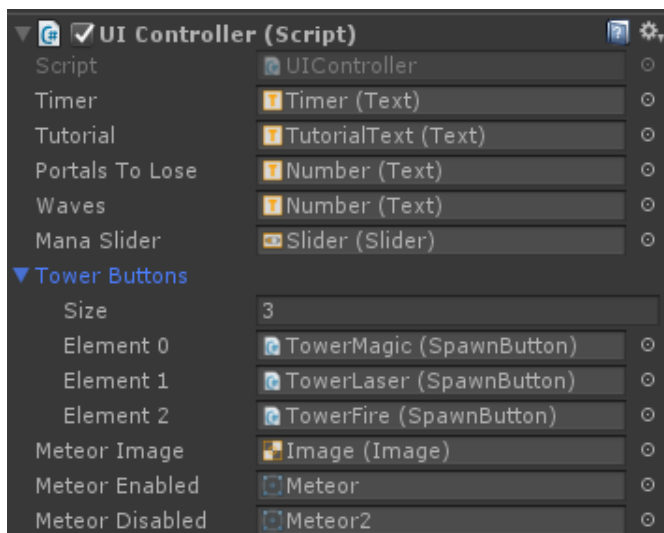 UI Controller (Script)
Script UIController
Timer Timer (Text)
Tutorial TutorialText (Text)
Portals To Lose Number (Text)
Waves Number (Text)
Mana Slider Slider (Slider)
Tower Buttons
Size 3
Element 0 TowerMagic (SpawnButton)
Element 1 TowerLaser (SpawnButton)
Element 2 TowerFire (SpawnButton)
Meteor Image Image (Image)
Meteor Enabled Meteor
Meteor Disabled Meteor2